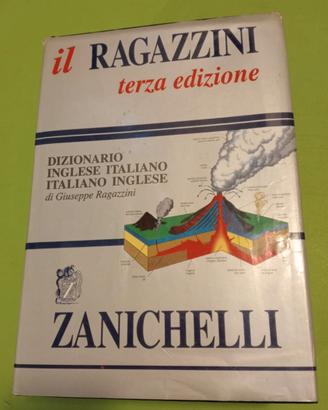 il RAGAZZINI
terza edizione
DIZIONARIO
INGLESE ITALIANO
ITALIANO INGLESE
di Giuseppe Ragazzini
ZANICHELLI